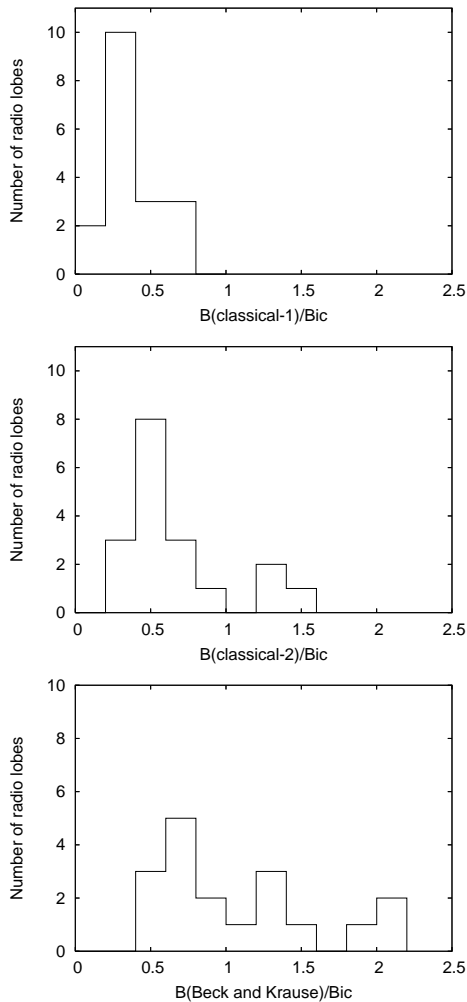 10
8
6
4
2
0
Number of radio lobes
0 0.5 1 1.5 2 2.5
B(classical-1)/Bic
10
8
6
4
2
0
Number of radio lobes
0 0.5 1 1.5 2 2.5
B(classical-2)/Bic
10
8
6
4
2
0
Number of radio lobes
0 0.5 1 1.5 2 2.5
B(Beck and Krause)/Bic